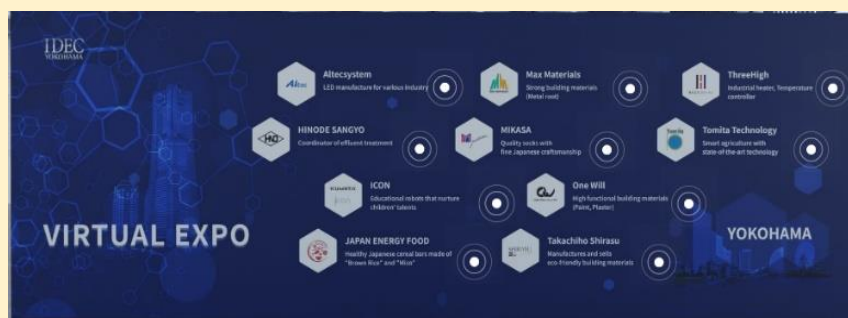 IDEC
YOKOHAMA
Altecsystem
LED manufacture for various industry
Max Materials
Strong building materials
(Metal roof)
ThreeHigh
Industrial heater, Temperature
controller
HINODE SANGYO
Coordinator of effluent treatment
MIKASA
Quality socks with
fine Japanese craftsmanship
Tomita Technology
Smart agriculture with
state-of-the-art technology
ICON
Educational robots that nurture
children' talents
One Will
High functional building materials
(Paint, Plaster)
VIRTUAL EXPO
YOKOHAMA
JAPAN ENERGY FOOD
Healthy Japanese cereal bars made of
"Brown Rice" and "Miso"
Takachiho Shirasu
Manufactures and sells
eco-friendly building materials